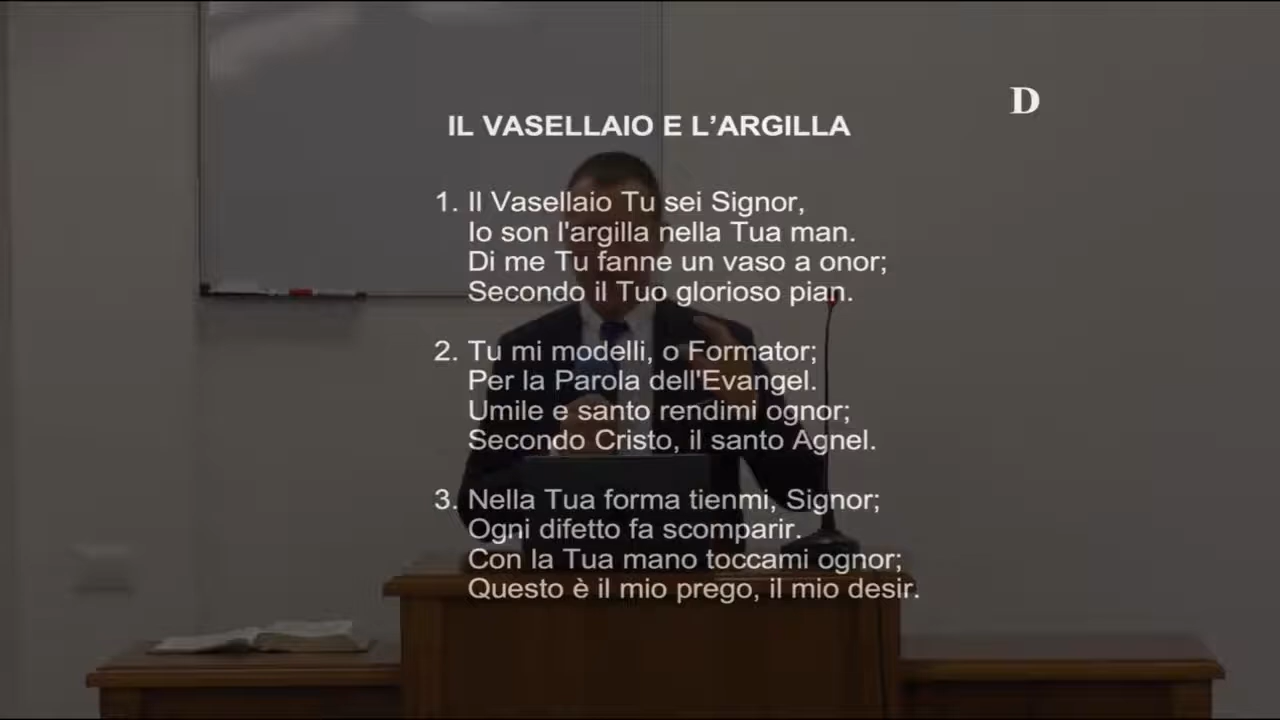 D
IL VASELLAIO E L'ARGILLA
1. Il Vasellaio Tu sei Signor,
Io son l'argilla nella Tua man.
Di me Tu fanne un vaso a onor;
Secondo il Tuo glorioso pian.
2. Tu mi modelli, o Formator;
Per la Parola dell'Evangel.
Umile e santo rendimi ognor;
Secondo Cristo, il santo Agnel.
3. Nella Tua forma tienmi, Signor;
Ogni difetto fa scomparir.
Con la Tua mano toccami ognor;
Questo è il mio prego, il mio desir.